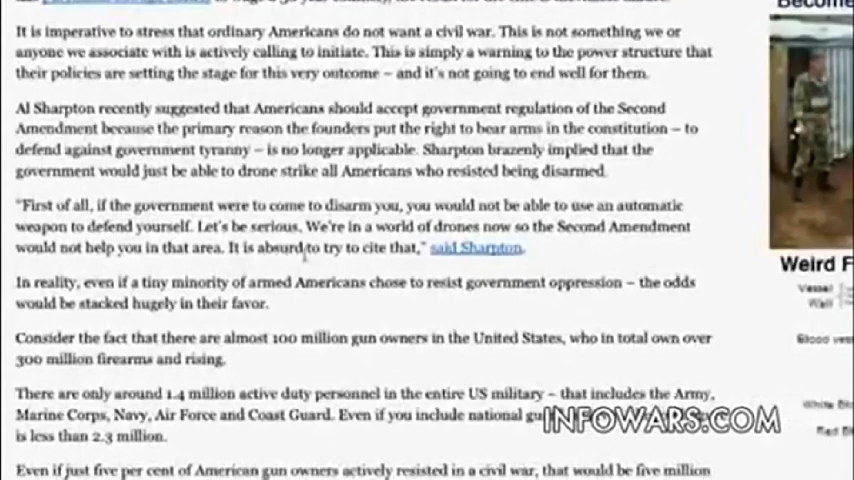 It is imperative to stress that ordinary Americans do not want a civil war. This is not something we or
anyone we associate with is actively calling to initiate. This is simply a warning to the power structure that
their policies are setting the stage for this very outcome – and it's not going to end well for them.
Al Sharpton recently suggested that Americans should accept government regulation of the Second
Amendment because the primary reason the founders put the right to bear arms in the constitution – to
defend against government tyranny – is no longer applicable. Sharpton brazenly implied that the
government would just be able to drone strike all Americans who resisted being disarmed.
"First of all, if the government were to come to disarm you, you would not be able to use an automatic
weapon to defend yourself. Let's be serious. We're in a world of drones now so the Second Amendment
would not help you in that area. It is absurd to try to cite that," said Sharpton.
In reality, even if a tiny minority of armed Americans chose to resist government oppression – the odds
would be stacked hugely in their favor.
Consider the fact that there are almost 100 million gun owners in the United States, who in total own over
300 million firearms and rising.
There are only around 1.4 million active duty personnel in the entire US military – that includes the Army,
Marine Corps, Navy, Air Force and Coast Guard. Even if you include national
is less than 2.3 million.
Even if just five per cent of American gun owners actively resisted in a civil war, that would be five million
INFOWARS.COM
Become
Weird F
Vessel
Wall
Blood
White
Red